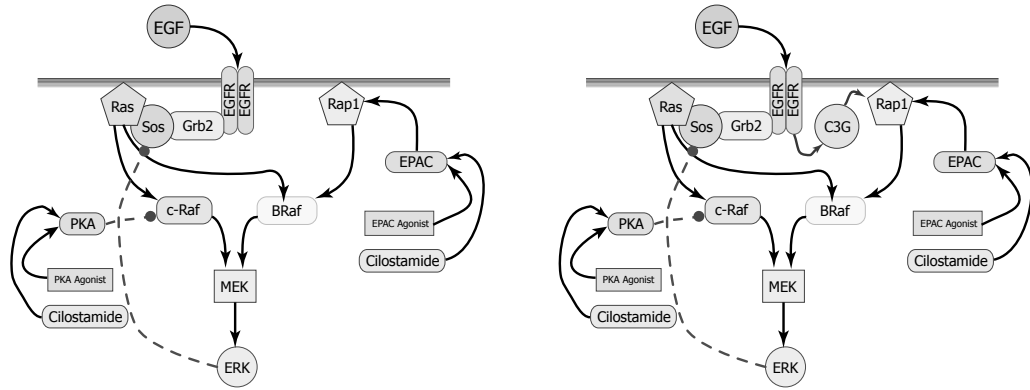 EGF
EGFR
EGFR
Ras
Sos
Grb2
Rap1
EPAC
c-Raf
BRaf
PKA
EPAC Agonist
Cilostamide
PKA Agonist
MEK
Cilostamide
ERK
EGF
EGFR
EGFR
Ras
Sos
Grb2
C3G
Rap1
EPAC
c-Raf
BRaf
PKA
EPAC Agonist
Cilostamide
PKA Agonist
MEK
Cilostamide
ERK